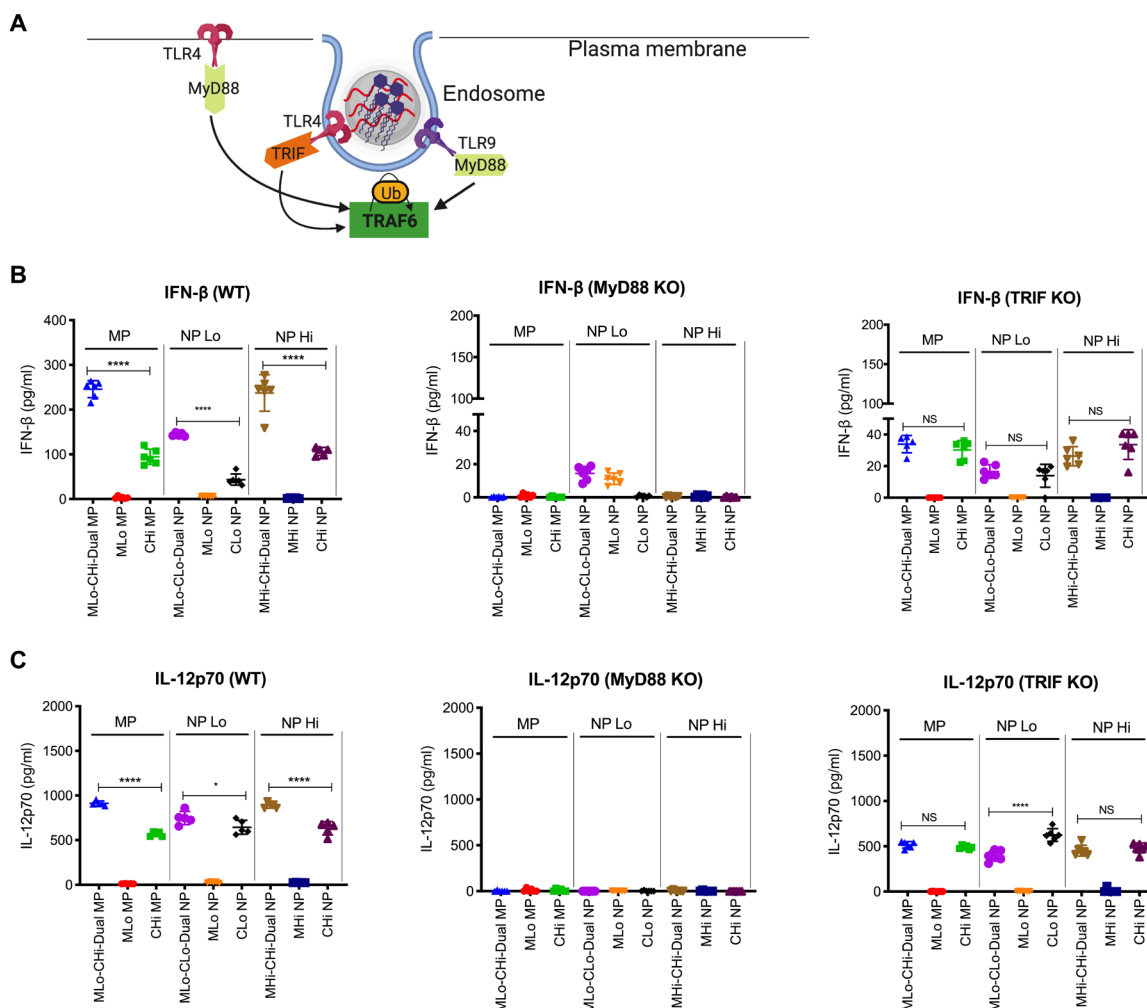 A
TLR4
MyD88
Plasma membrane
Endosome
TLR4
TRIF
TLR9
MyD88
Ub
TRAF6
B
IFN-β (WT)
MP
NP Lo
NP Hi
IFN-β (pg/ml)
400
300
200
100
0
****
****
****
MLo-CHi-Dual MP
MLo MP
CHi MP
MLo-CLo-Dual NP
MLo NP
CLo NP
MHi-CHi-Dual NP
MHi NP
CHi NP
IFN-β (MyD88 KO)
MP
NP Lo
NP Hi
IFN-β (pg/ml)
200
150
100
40
20
0
MLo-CHi-Dual MP
MLo MP
CHi MP
MLo-CLo-Dual NP
MLo NP
CLo NP
MHi-CHi-Dual NP
MHi NP
CHi NP
IFN-β (TRIF KO)
MP
NP Lo
NP Hi
IFN-β (pg/ml)
200
150
100
60
40
20
0
NS
NS
NS
MLo-CHi-Dual MP
MLo MP
CHi MP
MLo-CLo-Dual NP
MLo NP
CLo NP
MHi-CHi-Dual NP
MHi NP
CHi NP
C
IL-12p70 (WT)
MP
NP Lo
NP Hi
IL-12p70 (pg/ml)
2000
1500
1000
500
0
****
*
****
MLo-CHi-Dual MP
MLo MP
CHi MP
MLo-CLo-Dual NP
MLo NP
CLo NP
MHi-CHi-Dual NP
MHi NP
CHi NP
IL-12p70 (MyD88 KO)
MP
NP Lo
NP Hi
IL-12p70 (pg/ml)
2000
1500
1000
500
0
MLo-CHi-Dual MP
MLo MP
CHi MP
MLo-CLo-Dual NP
MLo NP
CLo NP
MHi-CHi-Dual NP
MHi NP
CHi NP
IL-12p70 (TRIF KO)
MP
NP Lo
NP Hi
IL-12p70 (pg/ml)
2000
1500
1000
500
0
NS
****
NS
MLo-CHi-Dual MP
MLo MP
CHi MP
MLo-CLo-Dual NP
MLo NP
CLo NP
MHi-CHi-Dual NP
MHi NP
CHi NP